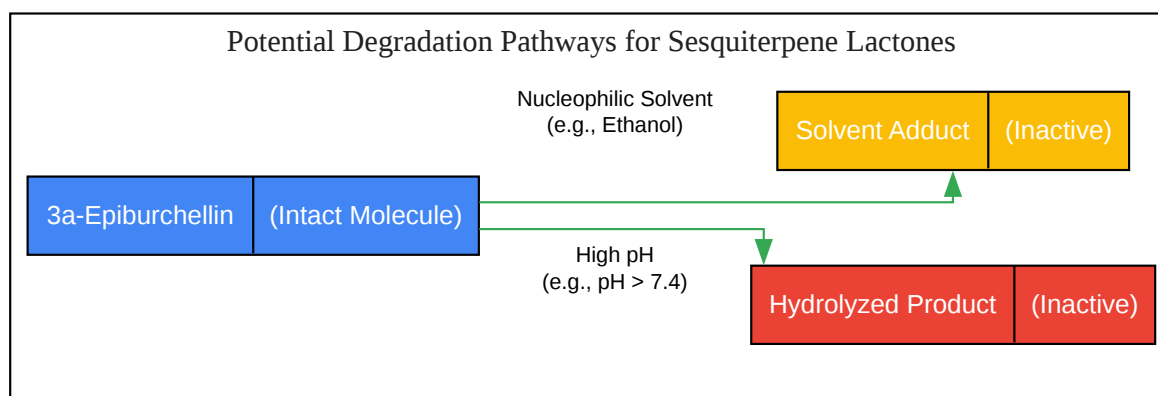 Potential Degradation Pathways for Sesquiterpene Lactones
Nucleophilic Solvent
(e.g., Ethanol)
Solvent Adduct
(Inactive)
3a-Epiburchellin
(Intact Molecule)
High pH
(e.g., pH > 7.4)
Hydrolyzed Product
(Inactive)